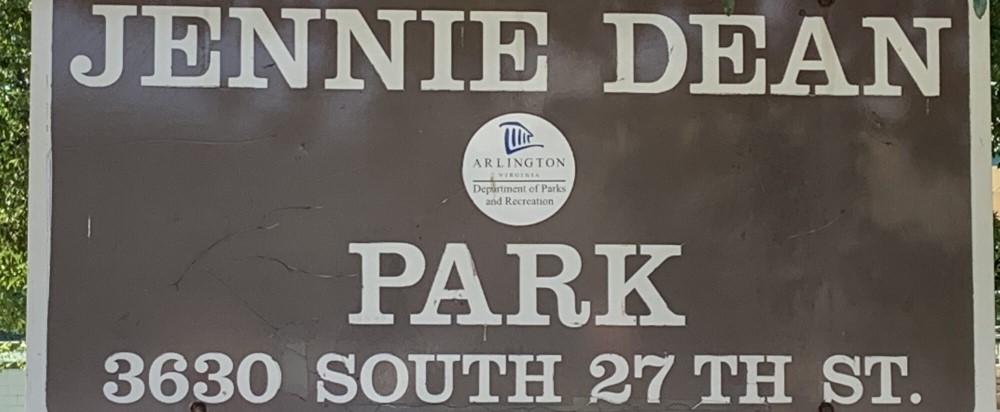 JENNIE DEAN
ARLINGTON
VIRGINIA
Department of Parks
and Recreation
PARK
3630 SOUTH 27 TH ST.